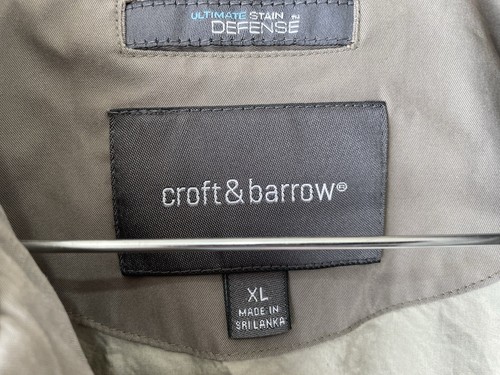 ULTIMATE STAIN
DEFENSE
croft&barrow®
XL
MADE IN
SRI LANKA